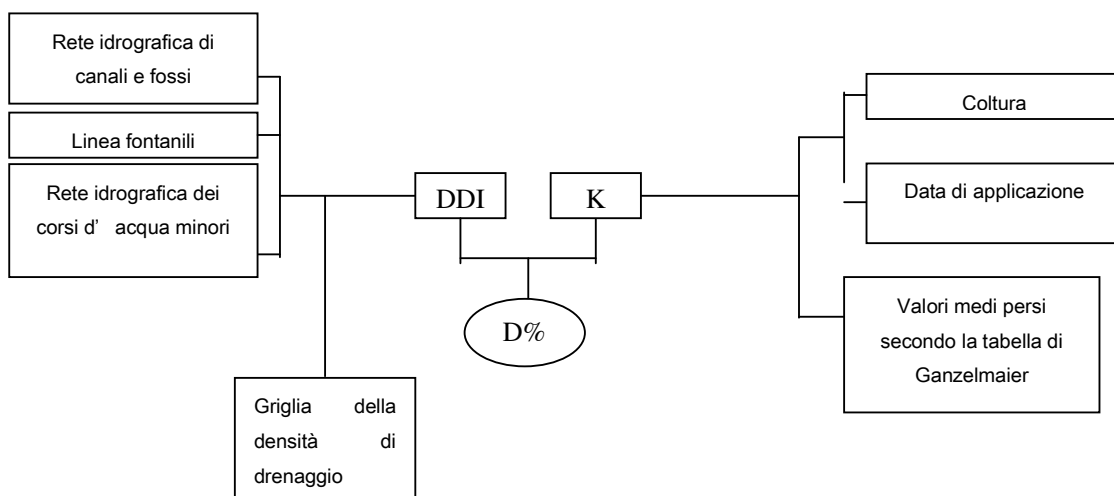 Rete idrografica di
canali e fossi
Linea fontanili
Rete idrografica dei
corsi d' acqua minori
DDI
K
D%
Griglia della
densità di
drenaggio
Coltura
Data di applicazione
Valori medi persi
secondo la tabella di
Ganzelmaier